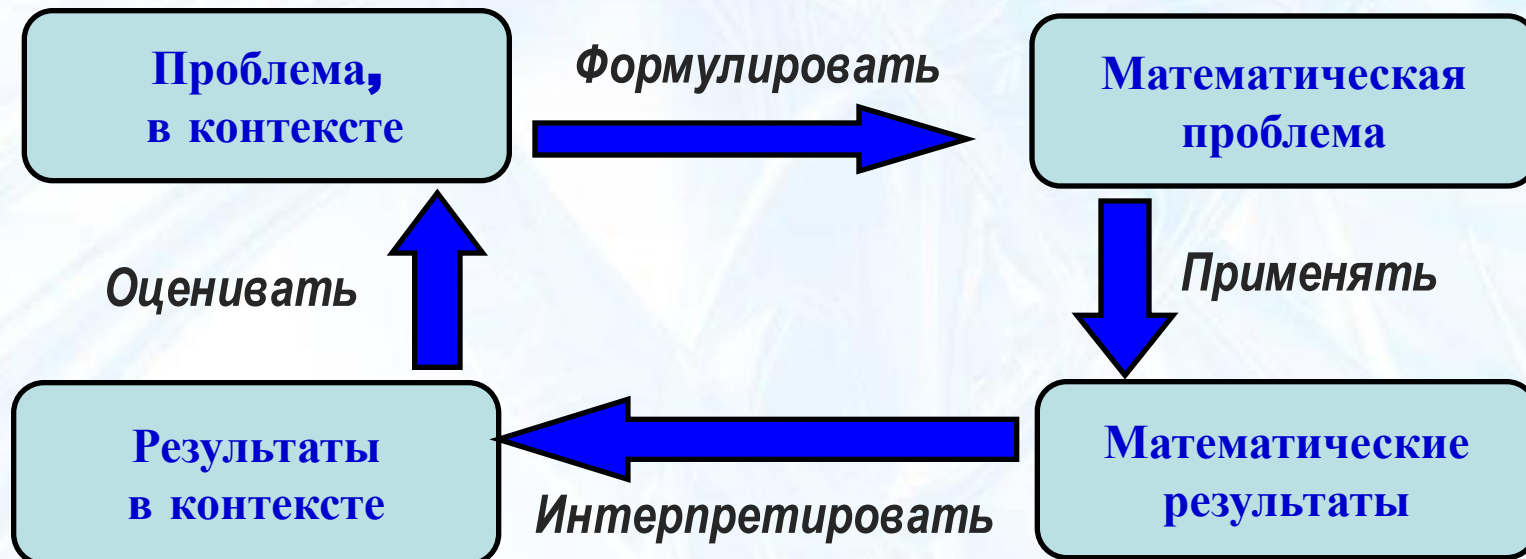 Проблема,
в контексте
Формулировать
Математическая
проблема
Оценивать
Применять
Результаты
в контексте
Интерпретировать
Математические
результаты